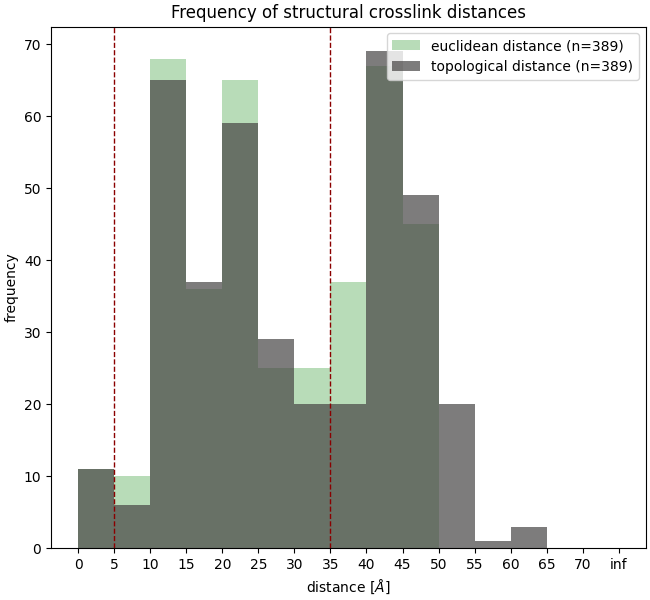 Frequency of structural crosslink distances
euclidean distance (n=389)
topological distance (n=389)
70
60
50
40
30
20
10
0
frequency
0 5 10 15 20 25 30 35 40 45 50 55 60 65 70 inf
distance [Å]